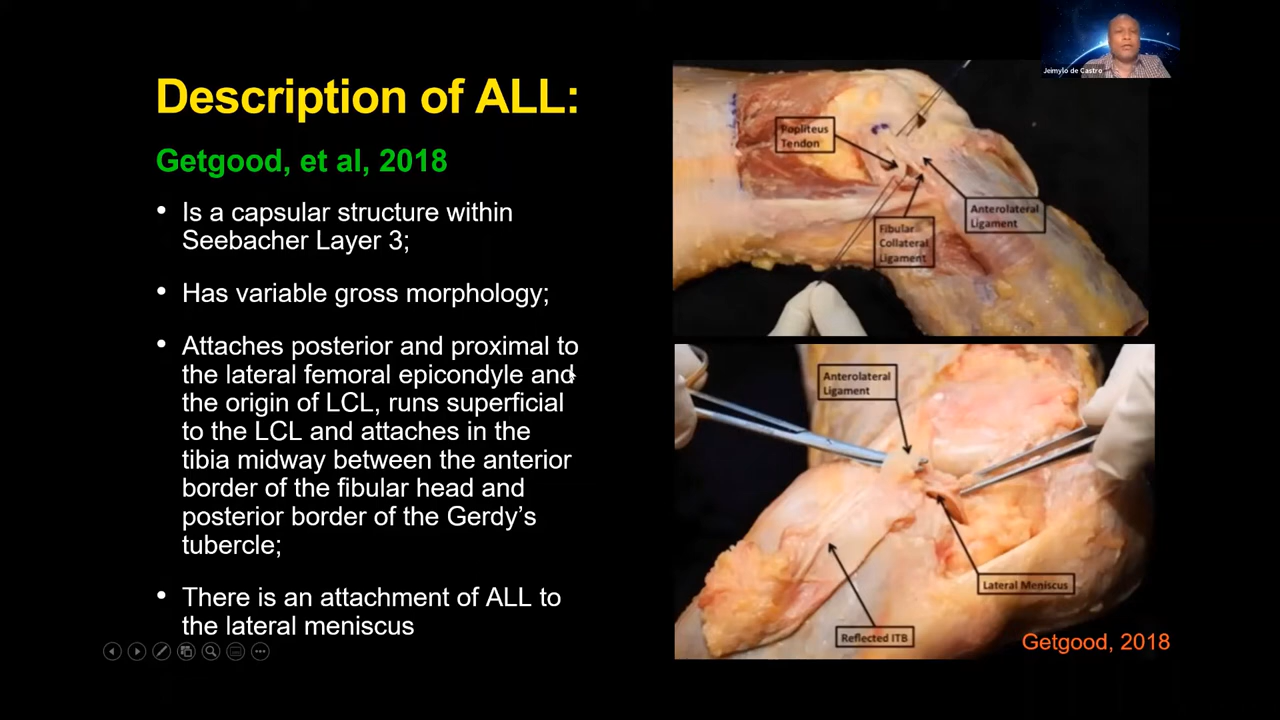 Jeimylo de Castro
Description of ALL:
Getgood, et al, 2018
• Is a capsular structure within
Seebacher Layer 3;
• Has variable gross morphology;
• Attaches posterior and proximal to
the lateral femoral epicondyle and
the origin of LCL, runs superficial
to the LCL and attaches in the
tibia midway between the anterior
border of the fibular head and
posterior border of the Gerdy's
tubercle;
• There is an attachment of ALL to
the lateral meniscus
Popliteus
Tendon
Anterolateral
Ligament
Fibular
Collateral
Ligament
Anterolateral
Ligament
Lateral Meniscus
Reflected ITB
Getgood, 2018